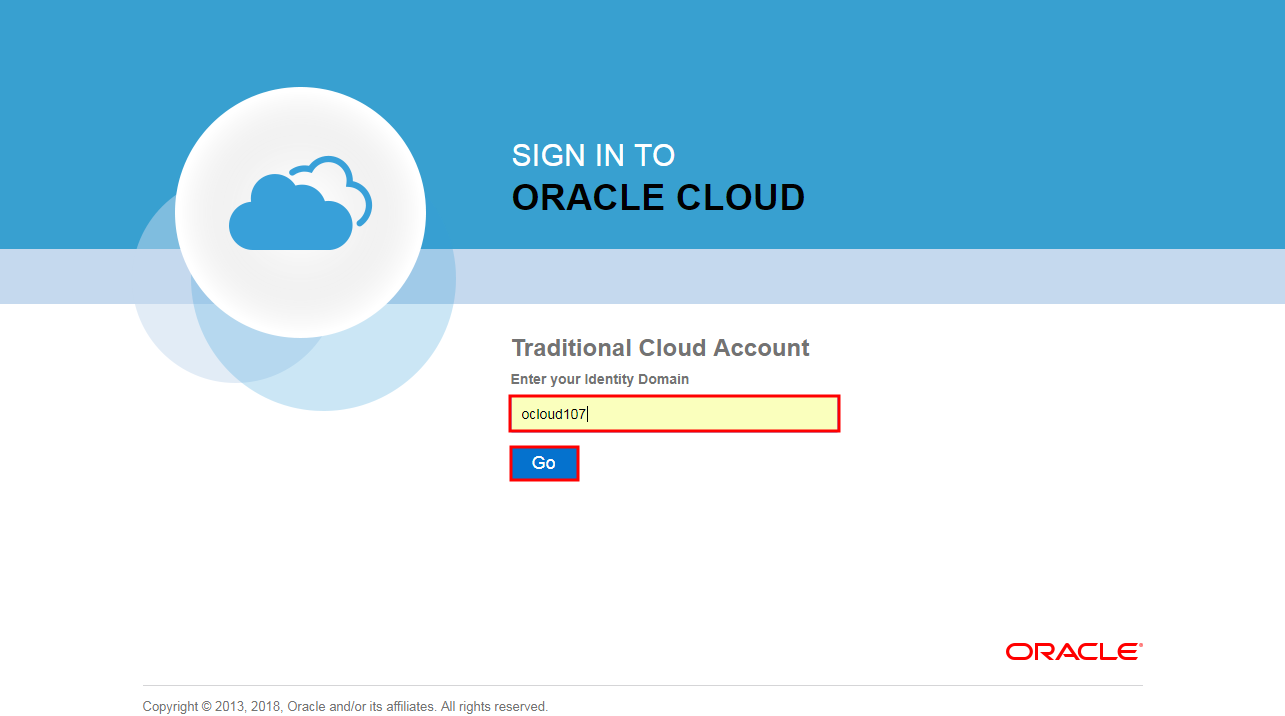 SIGN IN TO
ORACLE CLOUD
Traditional Cloud Account
Enter your Identity Domain
ocloud107
Go
ORACLE®
Copyright © 2013, 2018, Oracle and/or its affiliates. All rights reserved.